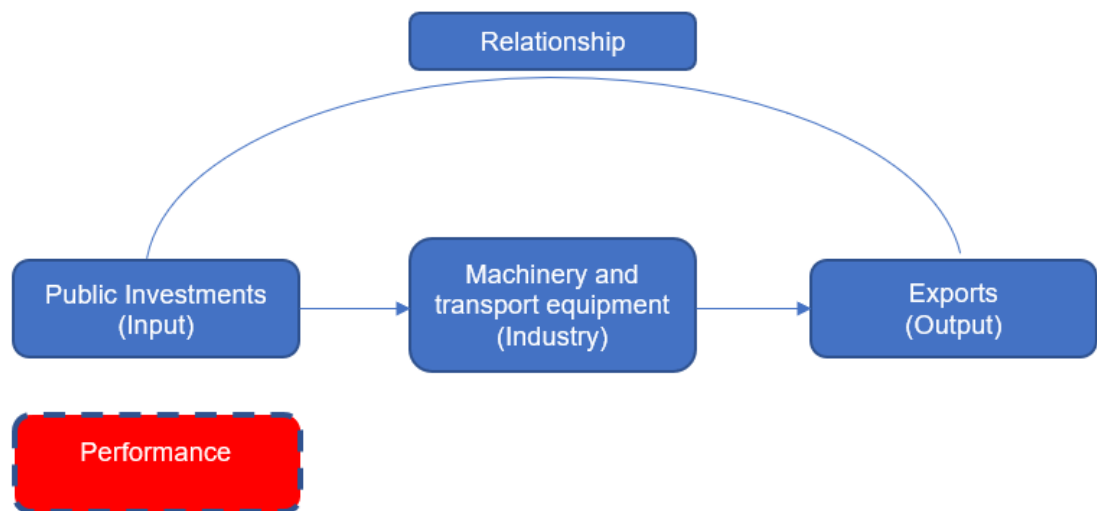 Relationship
Public Investments
(Input)
Machinery and
transport equipment
(Industry)
Exports
(Output)
Performance